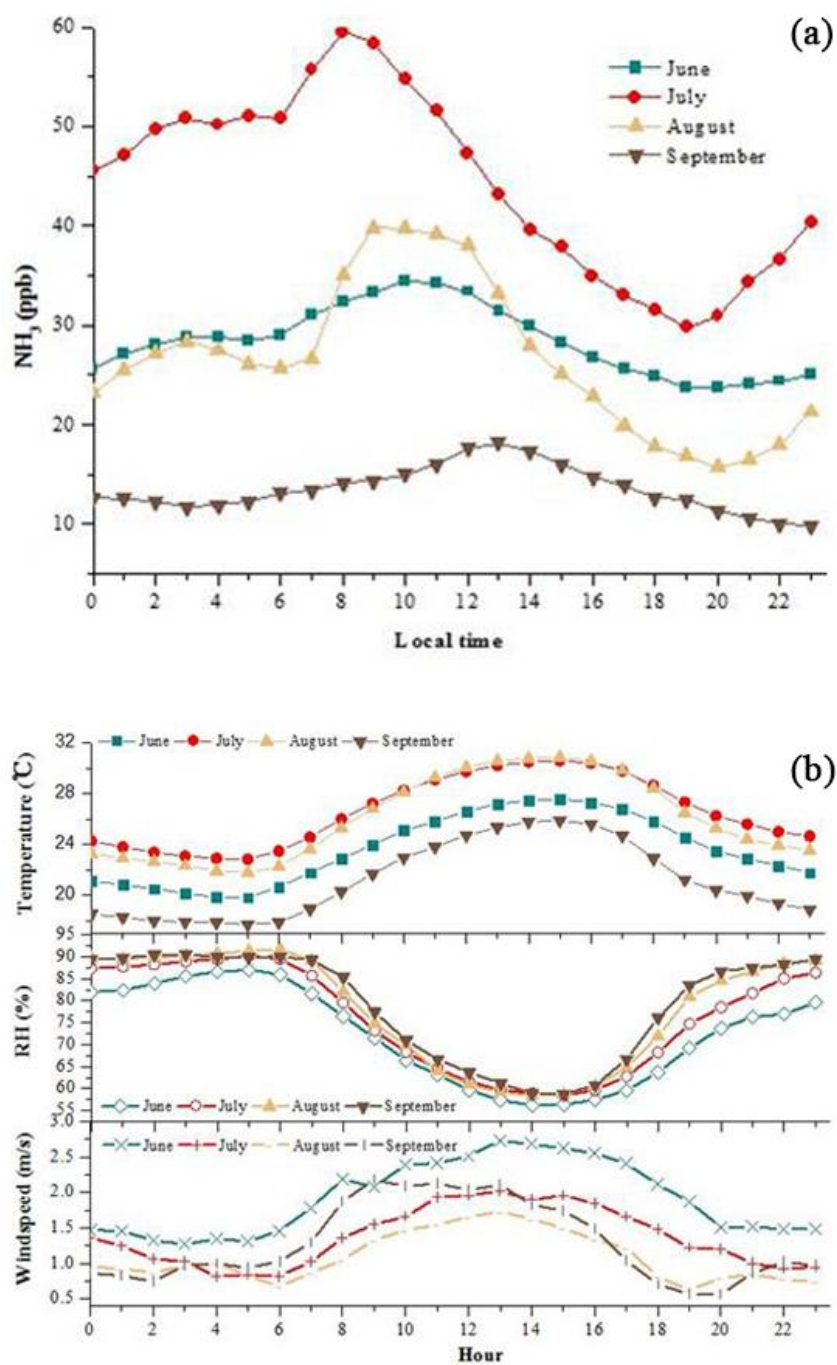 (a)
60
50
40
30
20
10
NH3 (ppb)
June
July
August
September
0 2 4 6 8 10 12 14 16 18 20 22
Local time
(b)
June July August September
32
28
24
20
Temperature (℃)
95
90
85
80
75
70
65
60
55
RH (%)
June July August September
3.0
2.5
2.0
1.5
1.0
0.5
Windspeed (m/s)
June July August September
0 2 4 6 8 10 12 14 16 18 20 22
Hour